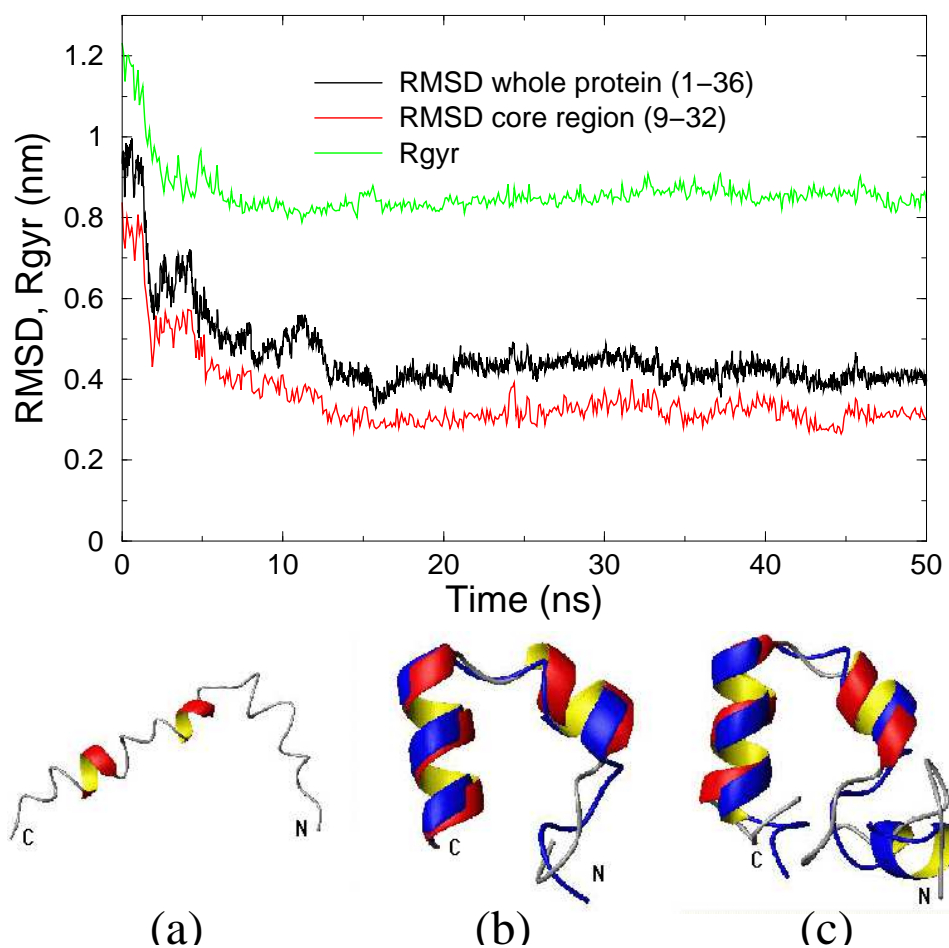 1.2
1
0.8
0.6
0.4
0.2
0
RMSD, Rgyr (nm)
RMSD whole protein (1−36)
RMSD core region (9−32)
Rgyr
0 10 20 30 40 50
Time (ns)
C N
C N
C N
(a) (b) (c)